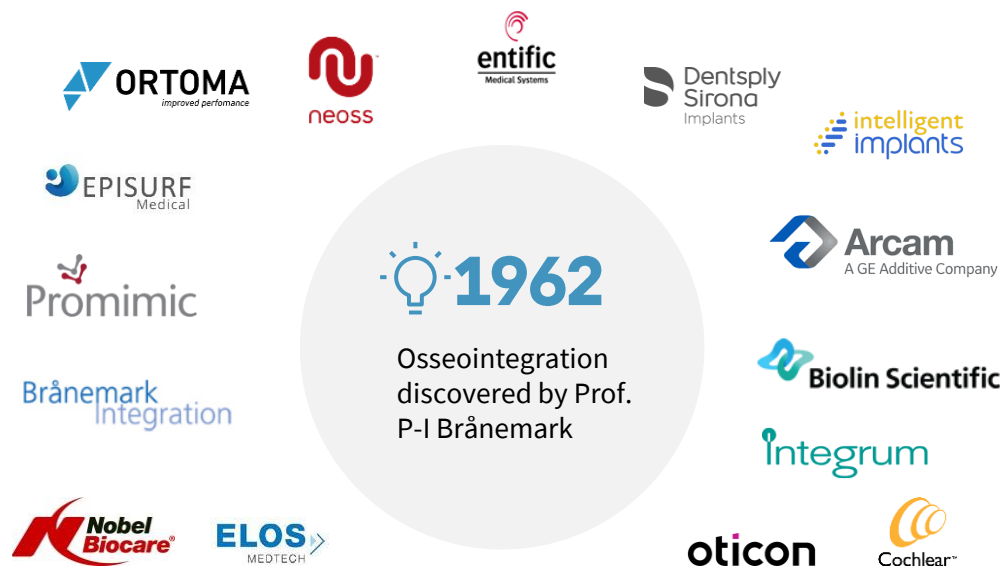 ORTOMA
improved perfomance
neoss
entific
Medical Systems
Dentsply
Sirona
Implants
intelligent
implants
EPISURF
Medical
Arcam
A GE Additive Company
Promimic
1962
Osseointegration
discovered by Prof.
P-I Brånemark
Biolin Scientific
Brånemark
Integration
integrum
Nobel
Biocare®
ELOS
MEDTECH
oticon
Cochlear™